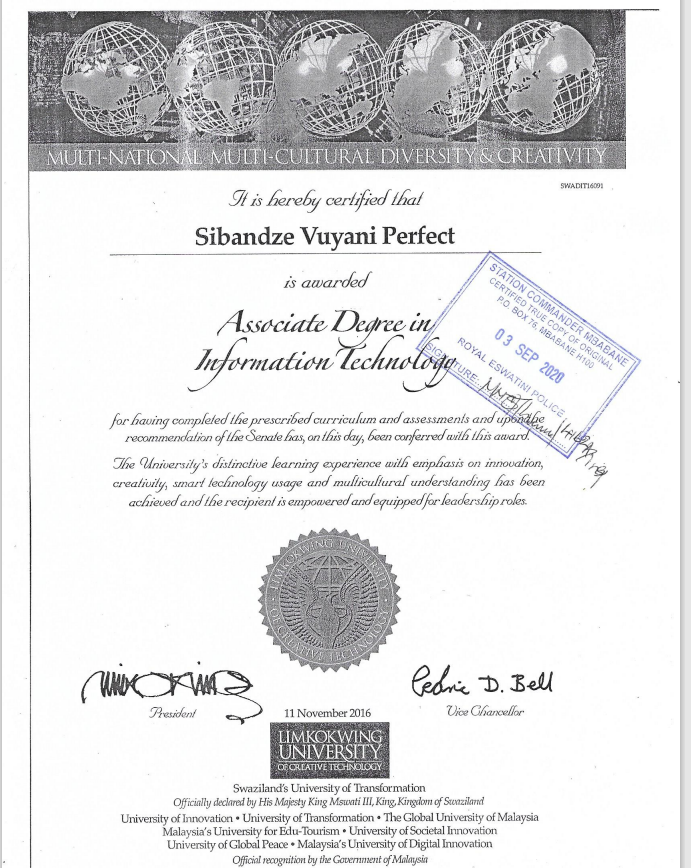 MULTI-NATIONAL MULTI-CULTURAL DIVERSITY & CREATIVITY
SWADIT16091
It is hereby certified that
Sibandze Vuyani Perfect
is awarded
Associate Degree in
Information Technology
STATION COMMANDER MBABANE
CERTIFIED TRUE COPY OF ORIGINAL
P.O. BOX 76, MBABANE H100
03 SEP 2020
ROYAL ESWATINI POLICE
SIGNATURE:
for having completed the prescribed curriculum and assessments and upon the
recommendation of the Senate has, on this day, been conferred with this award.
The University's distinctive learning experience with emphasis on innovation,
creativity, smart technology usage and multicultural understanding has been
achieved and the recipient is empowered and equipped for leadership roles.
LIMKOKWING UNIVERSITY
OF CREATIVE TECHNOLOGY
Cedric D. Bell
President
11 November 2016
Vice Chancellor
LIMKOKWING
UNIVERSITY
OF CREATIVE TECHNOLOGY
Swaziland's University of Transformation
Officially declared by His Majesty King Mswati III, King, Kingdom of Swaziland
University of Innovation • University of Transformation • The Global University of Malaysia
Malaysia's University for Edu-Tourism • University of Societal Innovation
University of Global Peace • Malaysia's University of Digital Innovation
Official recognition by the Government of Malaysia